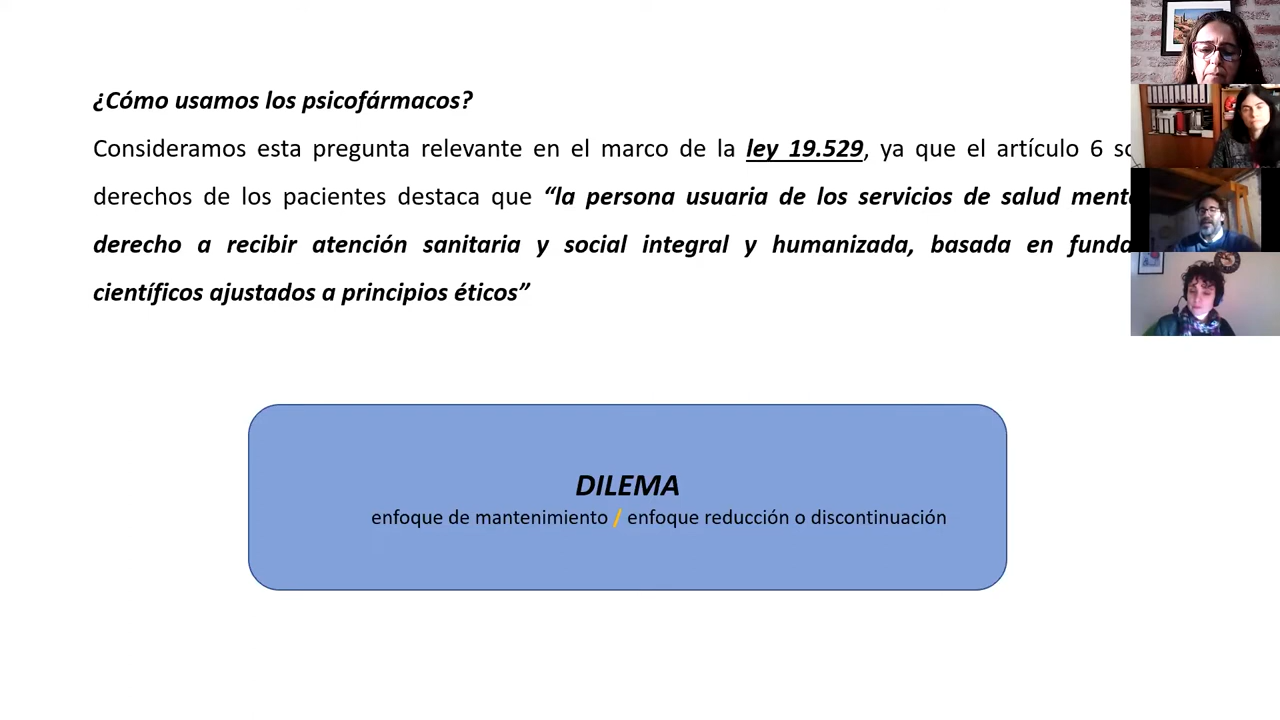 ¿Cómo usamos los psicofármacos?
Consideramos esta pregunta relevante en el marco de la ley 19.529, ya que el artículo 6
derechos de los pacientes destaca que “la persona usuaria de los servicios de salud
derecho a recibir atención sanitaria y social integral y humanizada, basada en
científicos ajustados a principios éticos”
DILEMA
enfoque de mantenimiento / enfoque reducción o discontinuación